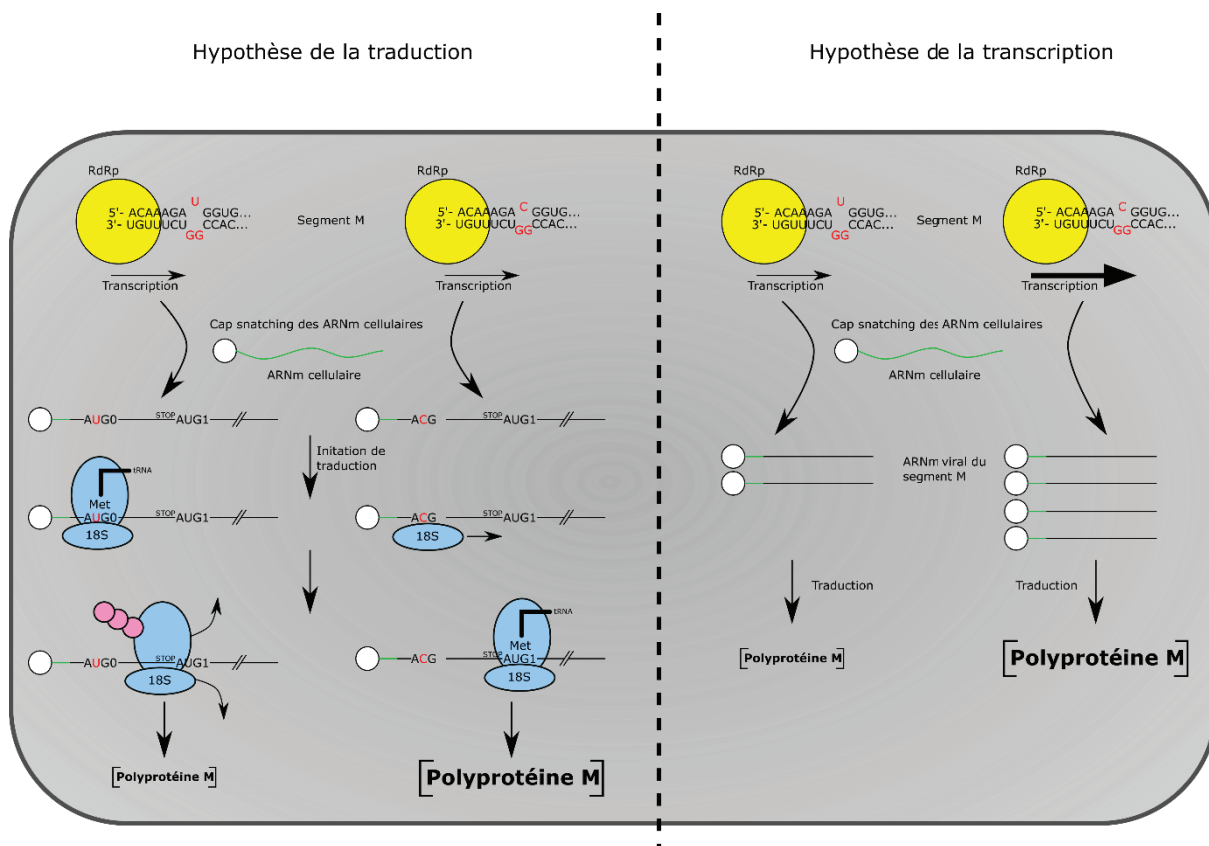 Hypothèse de la traduction
RdRp
U
5'- ACAAAGA GGUG...
3'- UGUUUCU CCAC...
GG
Transcription
Segment M
RdRp
C
5'- ACAAAGA GGUG...
3'- UGUUUCU CCAC...
GG
Transcription
Cap snatching des ARNm cellulaires
ARNm cellulaire
AUG0 STOP AUG1 //
ACG STOP AUG1 //
Initation de
traduction
tRNA
Met
AUG0 STOP AUG1 //
18S
ACG STOP AUG1 //
18S
AUG0 STOP AUG1 //
18S
tRNA
Met
ACG STOP AUG1 //
18S
[Polyprotéine M]
[Polyprotéine M]
Hypothèse de la transcription
RdRp
U
5'- ACAAAGA GGUG...
3'- UGUUUCU CCAC...
GG
Transcription
Segment M
RdRp
C
5'- ACAAAGA GGUG...
3'- UGUUUCU CCAC...
GG
Transcription
Cap snatching des ARNm cellulaires
ARNm cellulaire
ARNm viral du
segment M
Traduction
Traduction
[Polyprotéine M]
[Polyprotéine M]